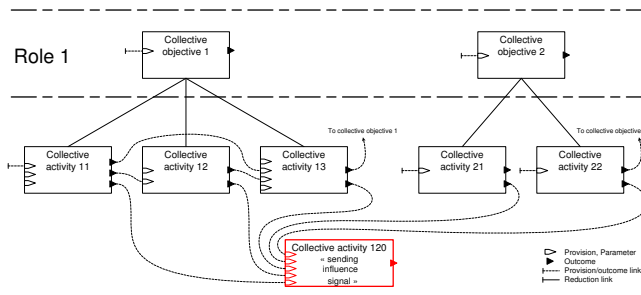 Role 1
Collective
objective 1
Collective
objective 2
To collective objective 1
To collective objective
Collective
activity 11
Collective
activity 12
Collective
activity 13
Collective
activity 21
Collective
activity 22
Collective activity 120
« sending
influence
signal »
Provision, Parameter
Outcome
Provision/outcome link
Reduction link